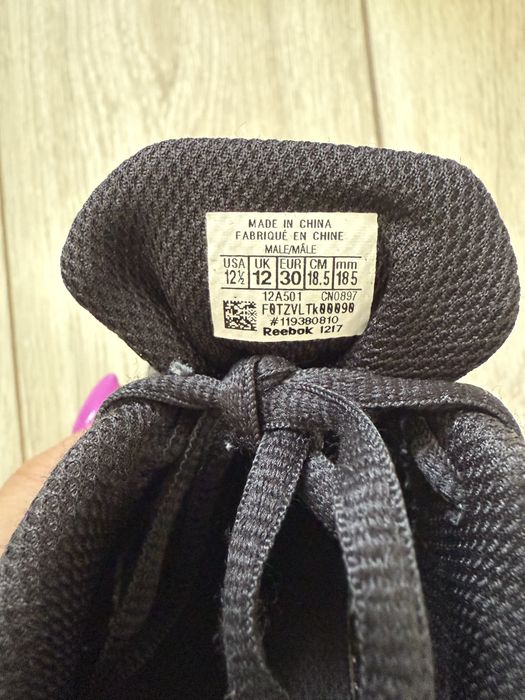 MADE IN CHINA
FABRIQUÉ EN CHINE
MALE/MÂLE
USA UK EUR CM mm
12½ 12 30 18.5 185
12A501 CN0897
F0TZVLTk00090
#119380810
Reebok 1217